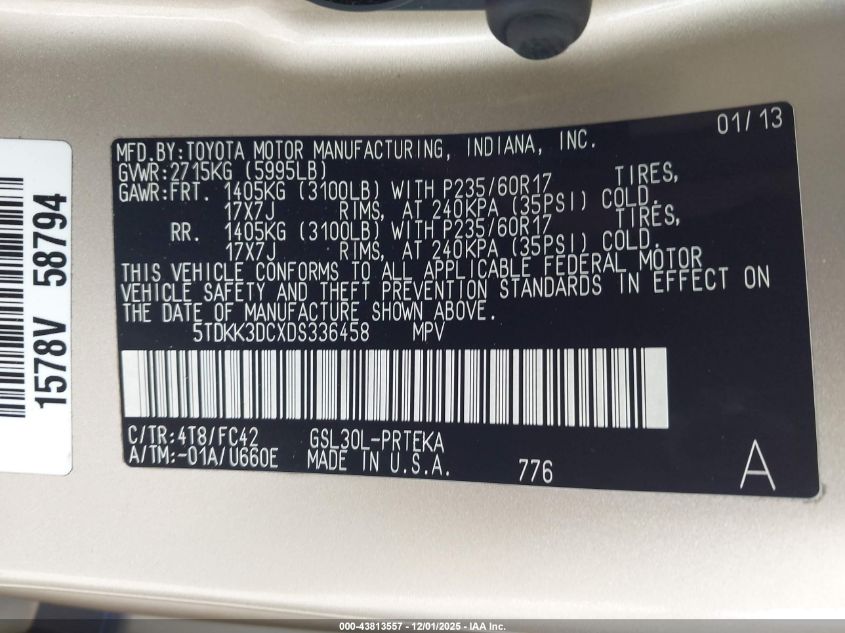 01/13
MFD.BY:TOYOTA MOTOR MANUFACTURING, INDIANA, INC.
GVWR:2715KG (5995LB)
GAWR:FRT. 1405KG (3100LB) WITH P235/60R17 TIRES,
17X7J RIMS, AT 240KPA (35PSI) COLD.
RR. 1405KG (3100LB) WITH P235/60R17 TIRES,
17X7J RIMS, AT 240KPA (35PSI) COLD.
THIS VEHICLE CONFORMS TO ALL APPLICABLE FEDERAL MOTOR
VEHICLE SAFETY AND THEFT PREVENTION STANDARDS IN EFFECT ON
THE DATE OF MANUFACTURE SHOWN ABOVE.
5TDKK3DCXDS336458 MPV
C/TR:4T8/FC42 GSL30L-PRTEKA
A/TM:-01A/U660E MADE IN U.S.A. 776 A
1578V 58794
000-43813557 - 12/01/2025 - IAA Inc.